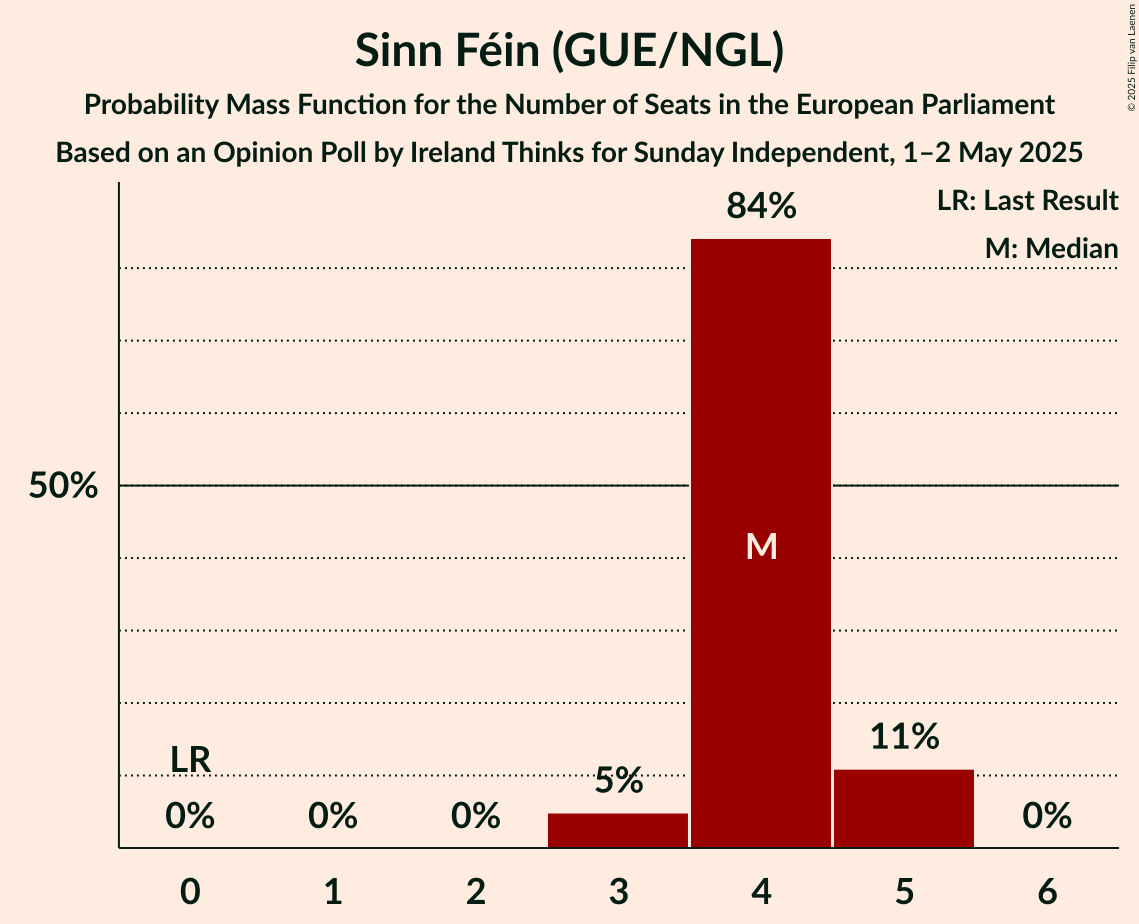 Sinn Féin (GUE/NGL)
Probability Mass Function for the Number of Seats in the European Parliament
Based on an Opinion Poll by Ireland Thinks for Sunday Independent, 1–2 May 2025
© 2025 Filip van Laenen
LR: Last Result
M: Median
84%
50%
M
11%
LR
5%
0% 0% 0% 0%
0 1 2 3 4 5 6